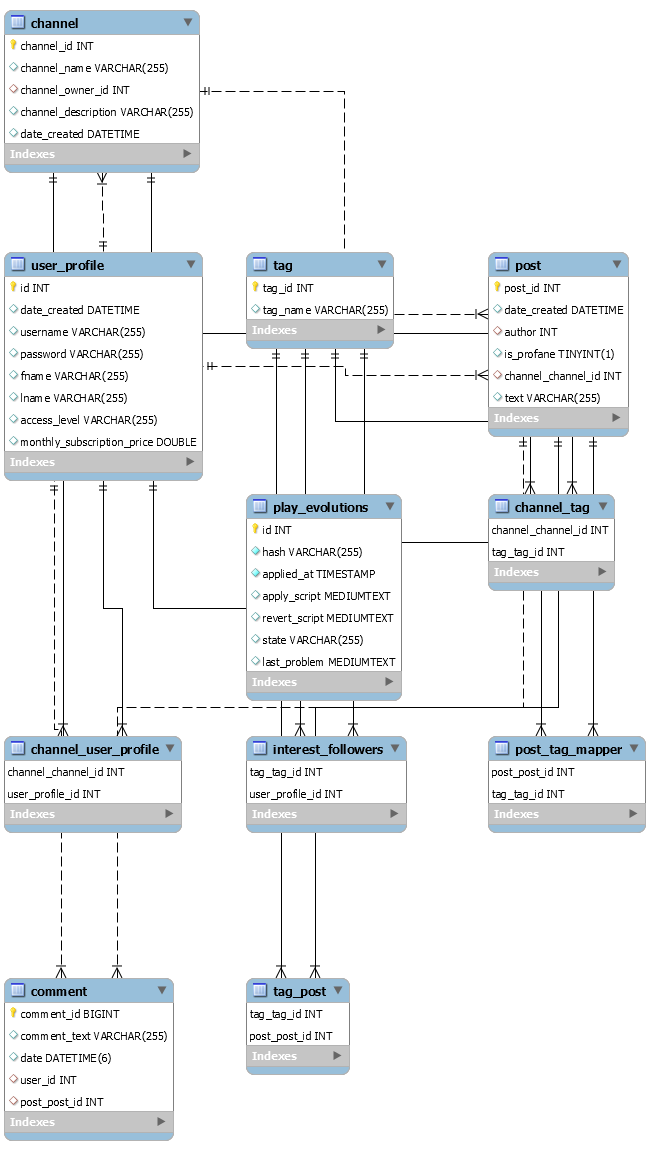 channel
channel_id INT
channel_name VARCHAR(255)
channel_owner_id INT
channel_description VARCHAR(255)
date_created DATETIME
Indexes
user_profile
id INT
date_created DATETIME
username VARCHAR(255)
password VARCHAR(255)
fname VARCHAR(255)
lname VARCHAR(255)
access_level VARCHAR(255)
monthly_subscription_price DOUBLE
Indexes
tag
tag_id INT
tag_name VARCHAR(255)
Indexes
post
post_id INT
date_created DATETIME
author INT
is_profane TINYINT(1)
channel_channel_id INT
text VARCHAR(255)
Indexes
play_evolutions
id INT
hash VARCHAR(255)
applied_at TIMESTAMP
apply_script MEDIUMTEXT
revert_script MEDIUMTEXT
state VARCHAR(255)
last_problem MEDIUMTEXT
Indexes
channel_tag
channel_channel_id INT
tag_tag_id INT
Indexes
channel_user_profile
channel_channel_id INT
user_profile_id INT
Indexes
interest_followers
tag_tag_id INT
user_profile_id INT
Indexes
post_tag_mapper
post_post_id INT
tag_tag_id INT
Indexes
comment
comment_id BIGINT
comment_text VARCHAR(255)
date DATETIME(6)
user_id INT
post_post_id INT
Indexes
tag_post
tag_tag_id INT
post_post_id INT
Indexes